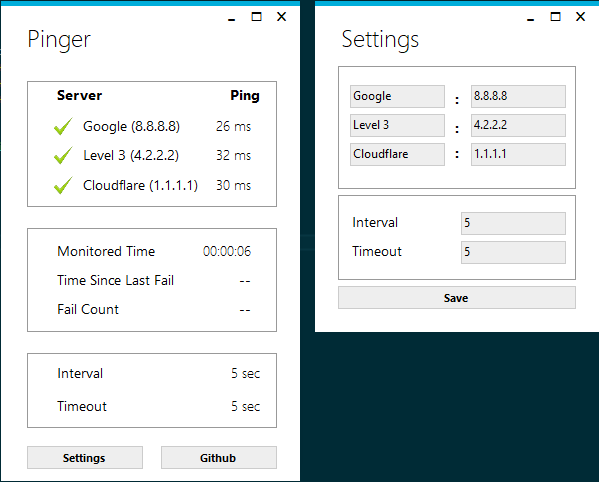 Pinger
Server Ping
Google (8.8.8.8) 26 ms
Level 3 (4.2.2.2) 32 ms
Cloudflare (1.1.1.1) 30 ms
Monitored Time 00:00:06
Time Since Last Fail --
Fail Count --
Interval 5 sec
Timeout 5 sec
Settings Github
Settings
Google : 8.8.8.8
Level 3 : 4.2.2.2
Cloudflare : 1.1.1.1
Interval 5
Timeout 5
Save